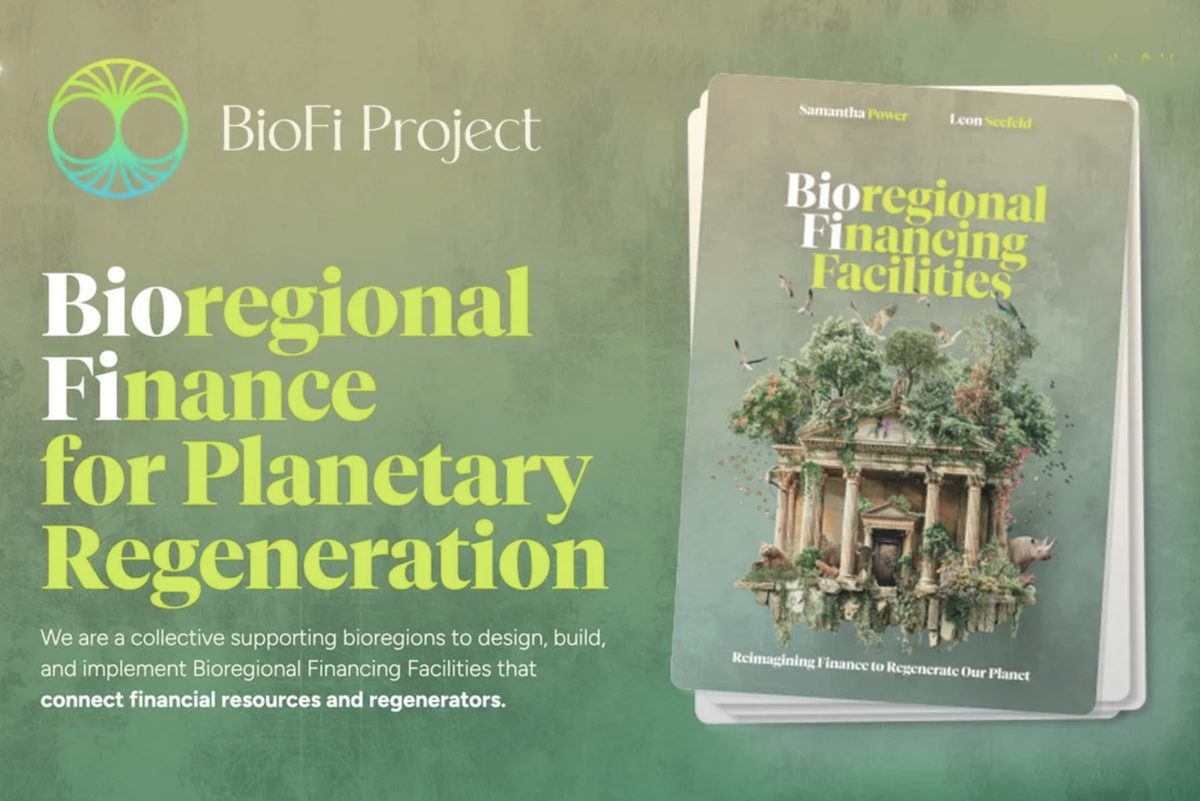 BioFi Project
Bioregional
Finance
for Planetary
Regeneration
We are a collective supporting bioregions to design, build,
and implement Bioregional Financing Facilities that
connect financial resources and regenerators.
Samantha Power Leon Seefeld
Bioregional
Financing
Facilities
Reimagining Finance to Regenerate Our Planet